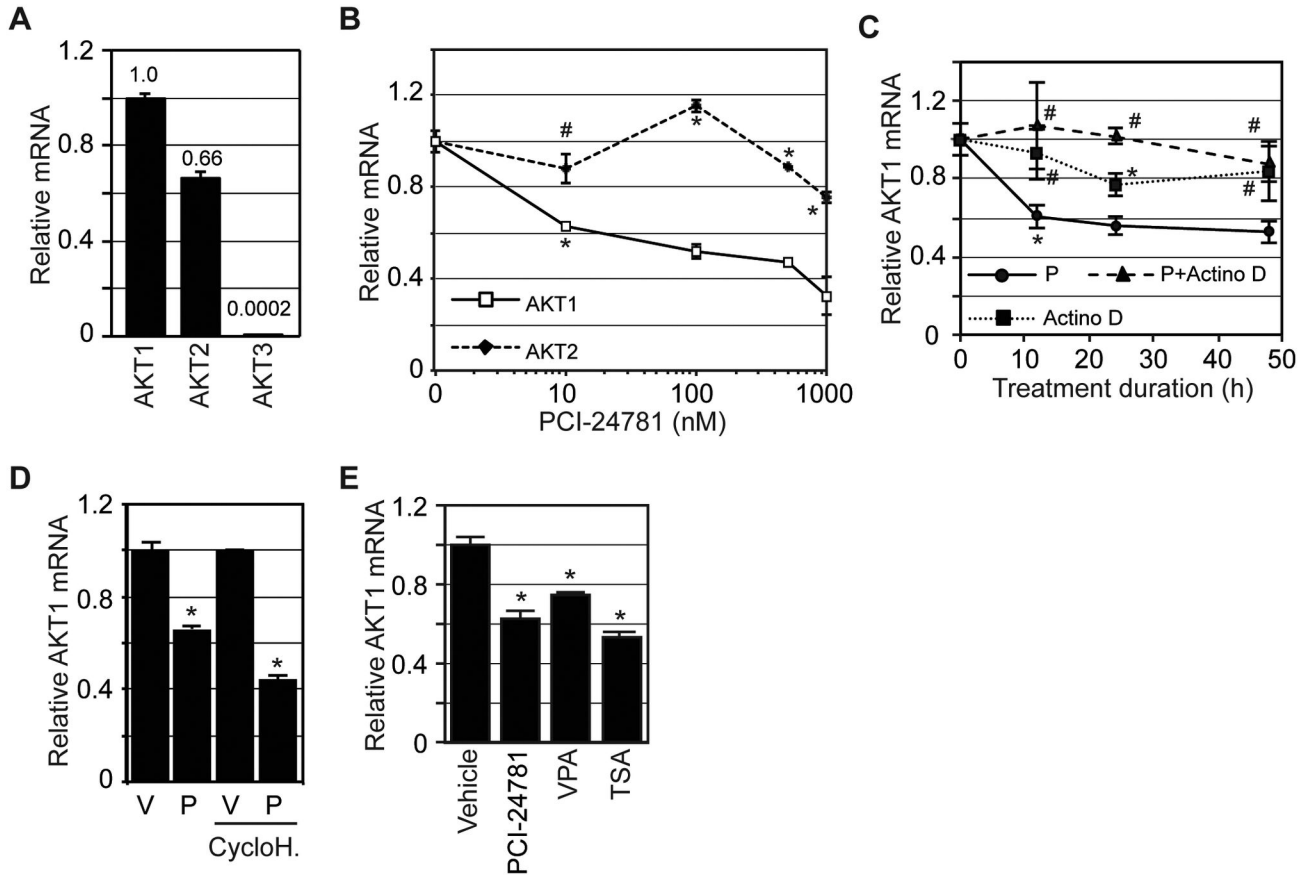 A
Relative mRNA
1.2
0.8
0.4
0
1.0
0.66
0.0002
AKT1
AKT2
AKT3
B
Relative mRNA
1.2
0.8
0.4
0
#
*
*
*
*
AKT1
AKT2
0
10
100
1000
PCI-24781 (nM)
C
Relative AKT1 mRNA
1.2
0.8
0.4
0
#
#
#
#
*
#
*
P
P+Actino D
Actino D
0
10
20
30
40
50
Treatment duration (h)
D
Relative AKT1 mRNA
1.2
0.8
0.4
0
*
*
V
P
V
P
CycloH.
E
Relative AKT1 mRNA
1.2
0.8
0.4
0
*
*
*
Vehicle
PCI-24781
VPA
TSA